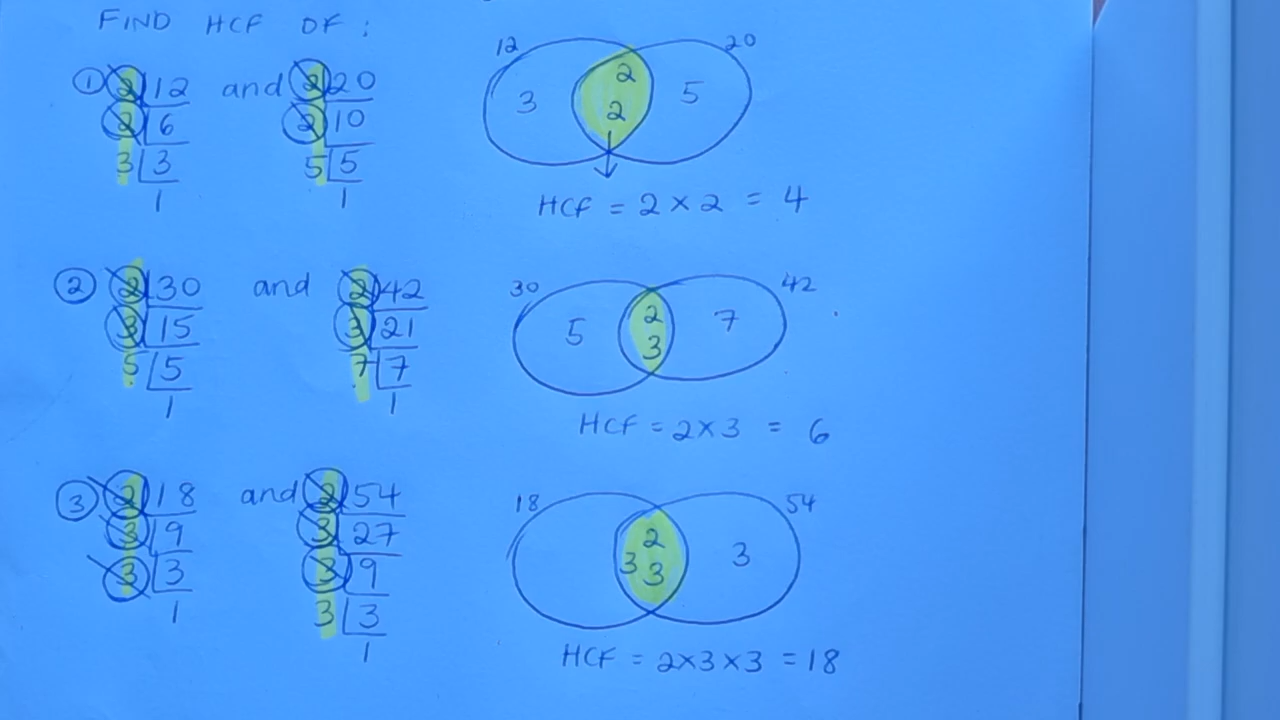 FIND HCF OF :
① 2 12 and 2 20
2 6 2 10
3 3 5 5
1 1
12 20
3 2 2 5
HCF = 2 × 2 = 4
② 2 30 and 2 42
3 15 3 21
5 5 7 7
1 1
30 42
5 2 3 7
HCF = 2×3 = 6
③ 2 18 and 2 54
3 9 3 27
3 3 3 9
1 3 3
1
18 54
2 3 3 3
HCF = 2×3×3 = 18